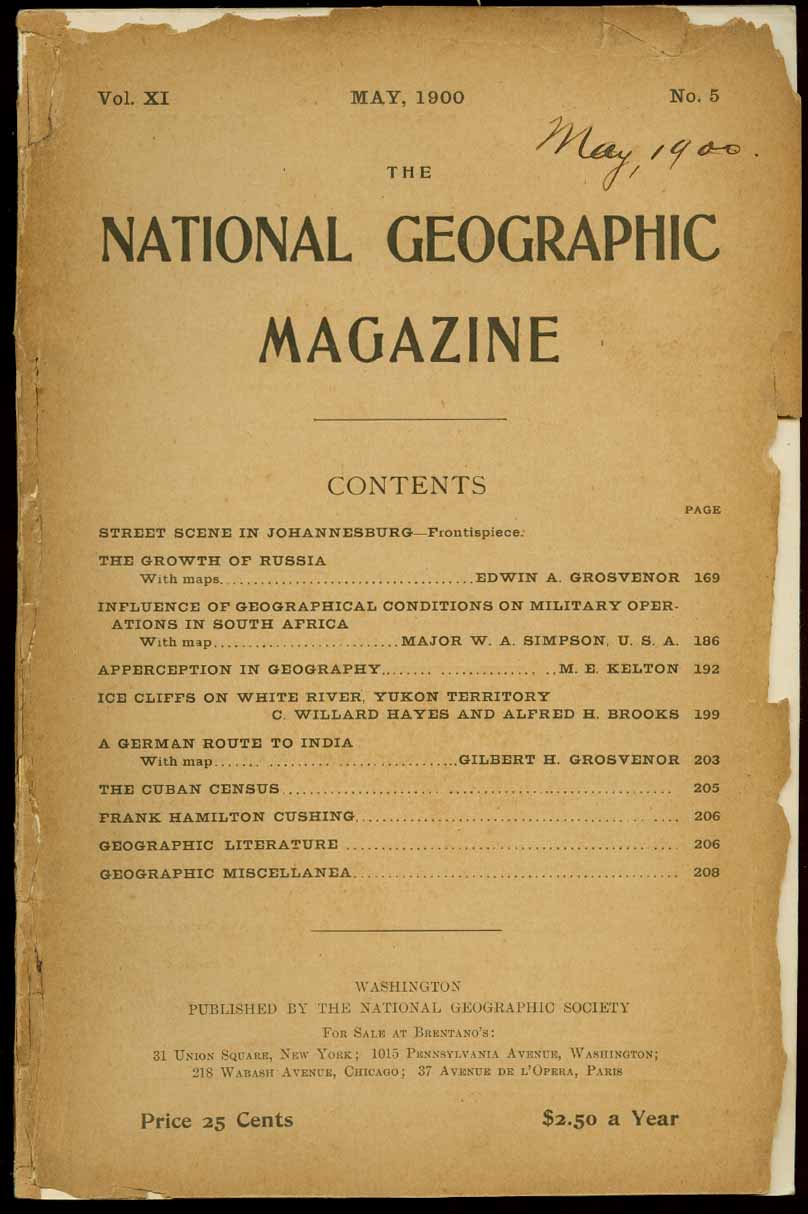 Vol. XI MAY, 1900 No. 5
May, 1900.
THE
NATIONAL GEOGRAPHIC
MAGAZINE
CONTENTS
PAGE
STREET SCENE IN JOHANNESBURG—Frontispiece.
THE GROWTH OF RUSSIA
With maps.....................................EDWIN A. GROSVENOR 169
INFLUENCE OF GEOGRAPHICAL CONDITIONS ON MILITARY OPER-
ATIONS IN SOUTH AFRICA
With map...........................MAJOR W. A. SIMPSON, U. S. A. 186
APPERCEPTION IN GEOGRAPHY....... .............. ..M. E. KELTON 192
ICE CLIFFS ON WHITE RIVER, YUKON TERRITORY
C. WILLARD HAYES AND ALFRED H. BROOKS 199
A GERMAN ROUTE TO INDIA
With map....... ......... .................GILBERT H. GROSVENOR 203
THE CUBAN CENSUS....................... ................................. 205
FRANK HAMILTON CUSHING........................................... .... 206
GEOGRAPHIC LITERATURE ............................................ .... 206
GEOGRAPHIC MISCELLANEA................................................ 208
WASHINGTON
PUBLISHED BY THE NATIONAL GEOGRAPHIC SOCIETY
FOR SALE AT BRENTANO'S:
31 UNION SQUARE, NEW YORK; 1015 PENNSYLVANIA AVENUE, WASHINGTON;
218 WABASH AVENUE, CHICAGO; 37 AVENUE DE L'OPERA, PARIS
Price 25 Cents $2.50 a Year